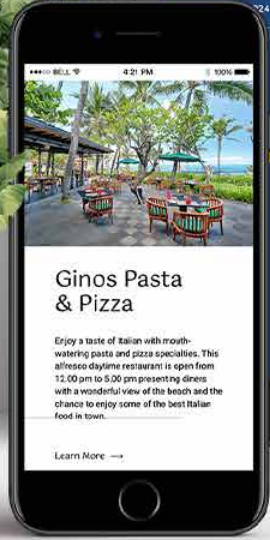 2024
BELL
4:21 PM
100%
Ginos Pasta
& Pizza
Enjoy a taste of Italian with mouth-
watering pasta and pizza specialties. This
alfresco daytime restaurant is open from
12.00 pm to 5.00 pm presenting diners
with a wonderful view of the beach and the
chance to enjoy some of the best Italian
food in town.
Learn More →